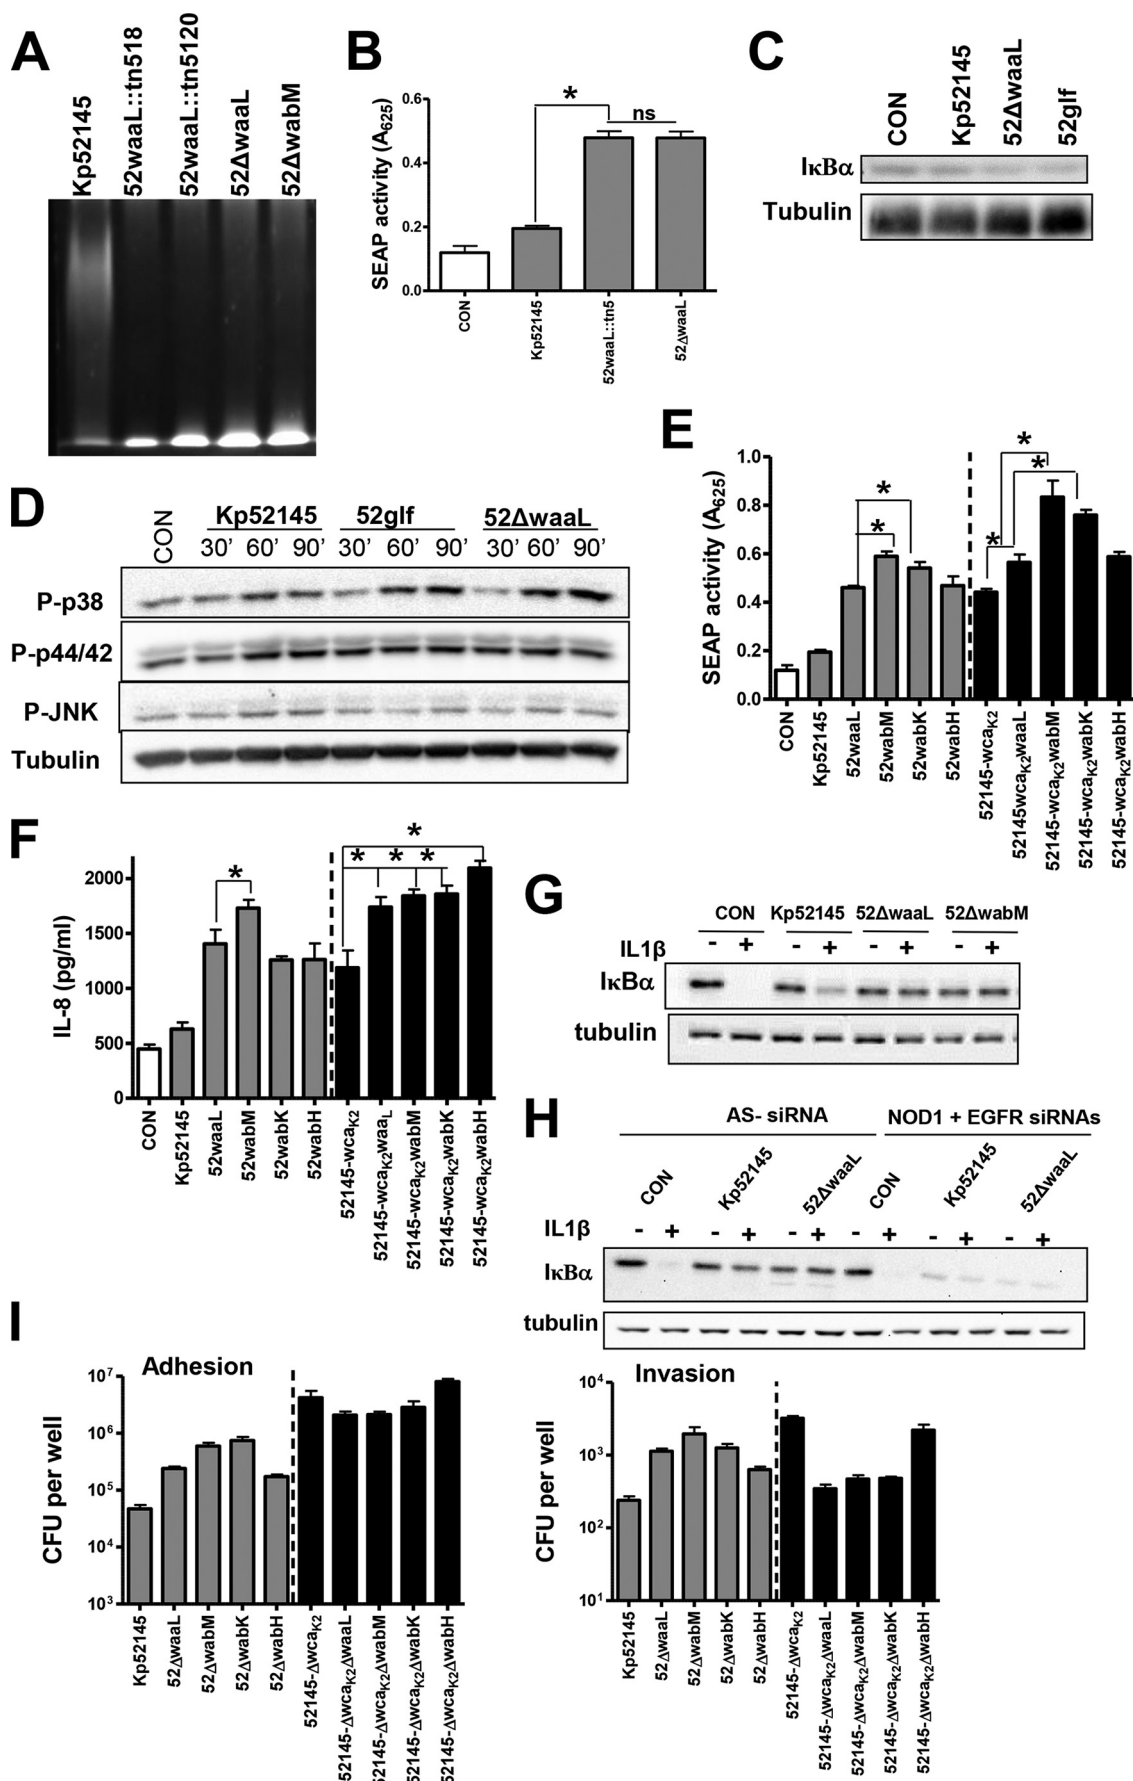 A
Kp52145
52waaL::tn518
52waaL::tn5120
52ΔwaaL
52ΔwabM
B
SEAP activity (A625)
0.6
0.4
0.2
0.0
*
ns
CON
Kp52145
52waaL::tn5
52ΔwaaL
C
CON
Kp52145
52ΔwaaL
52glf
IκBα
Tubulin
D
CON
Kp52145
52glf
52ΔwaaL
30’ 60’ 90’ 30’ 60’ 90’ 30’ 60’ 90’
P-p38
P-p44/42
P-JNK
Tubulin
E
SEAP activity (A625)
1.0
0.8
0.6
0.4
0.2
0.0
* * * * *
CON
Kp52145
52waaL
52wabM
52wabK
52wabH
52145-wcaK2
52145wcaK2waaL
52145-wcaK2wabM
52145-wcaK2wabK
52145-wcaK2wabH
F
IL-8 (pg/ml)
2000
1500
1000
500
0
* * * * *
CON
Kp52145
52waaL
52wabM
52wabK
52wabH
52145-wcaK2
52145-wcaK2waaL
52145-wcaK2wabM
52145-wcaK2wabK
52145-wcaK2wabH
G
CON Kp52145 52ΔwaaL 52ΔwabM
IL1β - + - + - + - +
IκBα
tubulin
H
AS- siRNA NOD1 + EGFR siRNAs
CON Kp52145 52ΔwaaL CON Kp52145 52ΔwaaL
IL1β - + - + - + - + - + - +
IκBα
tubulin
I
Adhesion
CFU per well
10⁷
10⁶
10⁵
10⁴
10³
Kp52145
52ΔwaaL
52ΔwabM
52ΔwabK
52ΔwabH
52145-ΔwcaK2
52145-ΔwcaK2ΔwaaL
52145-ΔwcaK2ΔwabM
52145-ΔwcaK2ΔwabK
52145-ΔwcaK2ΔwabH
Invasion
CFU per well
10⁴
10³
10²
10¹
Kp52145
52ΔwaaL
52ΔwabM
52ΔwabK
52ΔwabH
52145-ΔwcaK2
52145-ΔwcaK2ΔwaaL
52145-ΔwcaK2ΔwabM
52145-ΔwcaK2ΔwabK
52145-ΔwcaK2ΔwabH